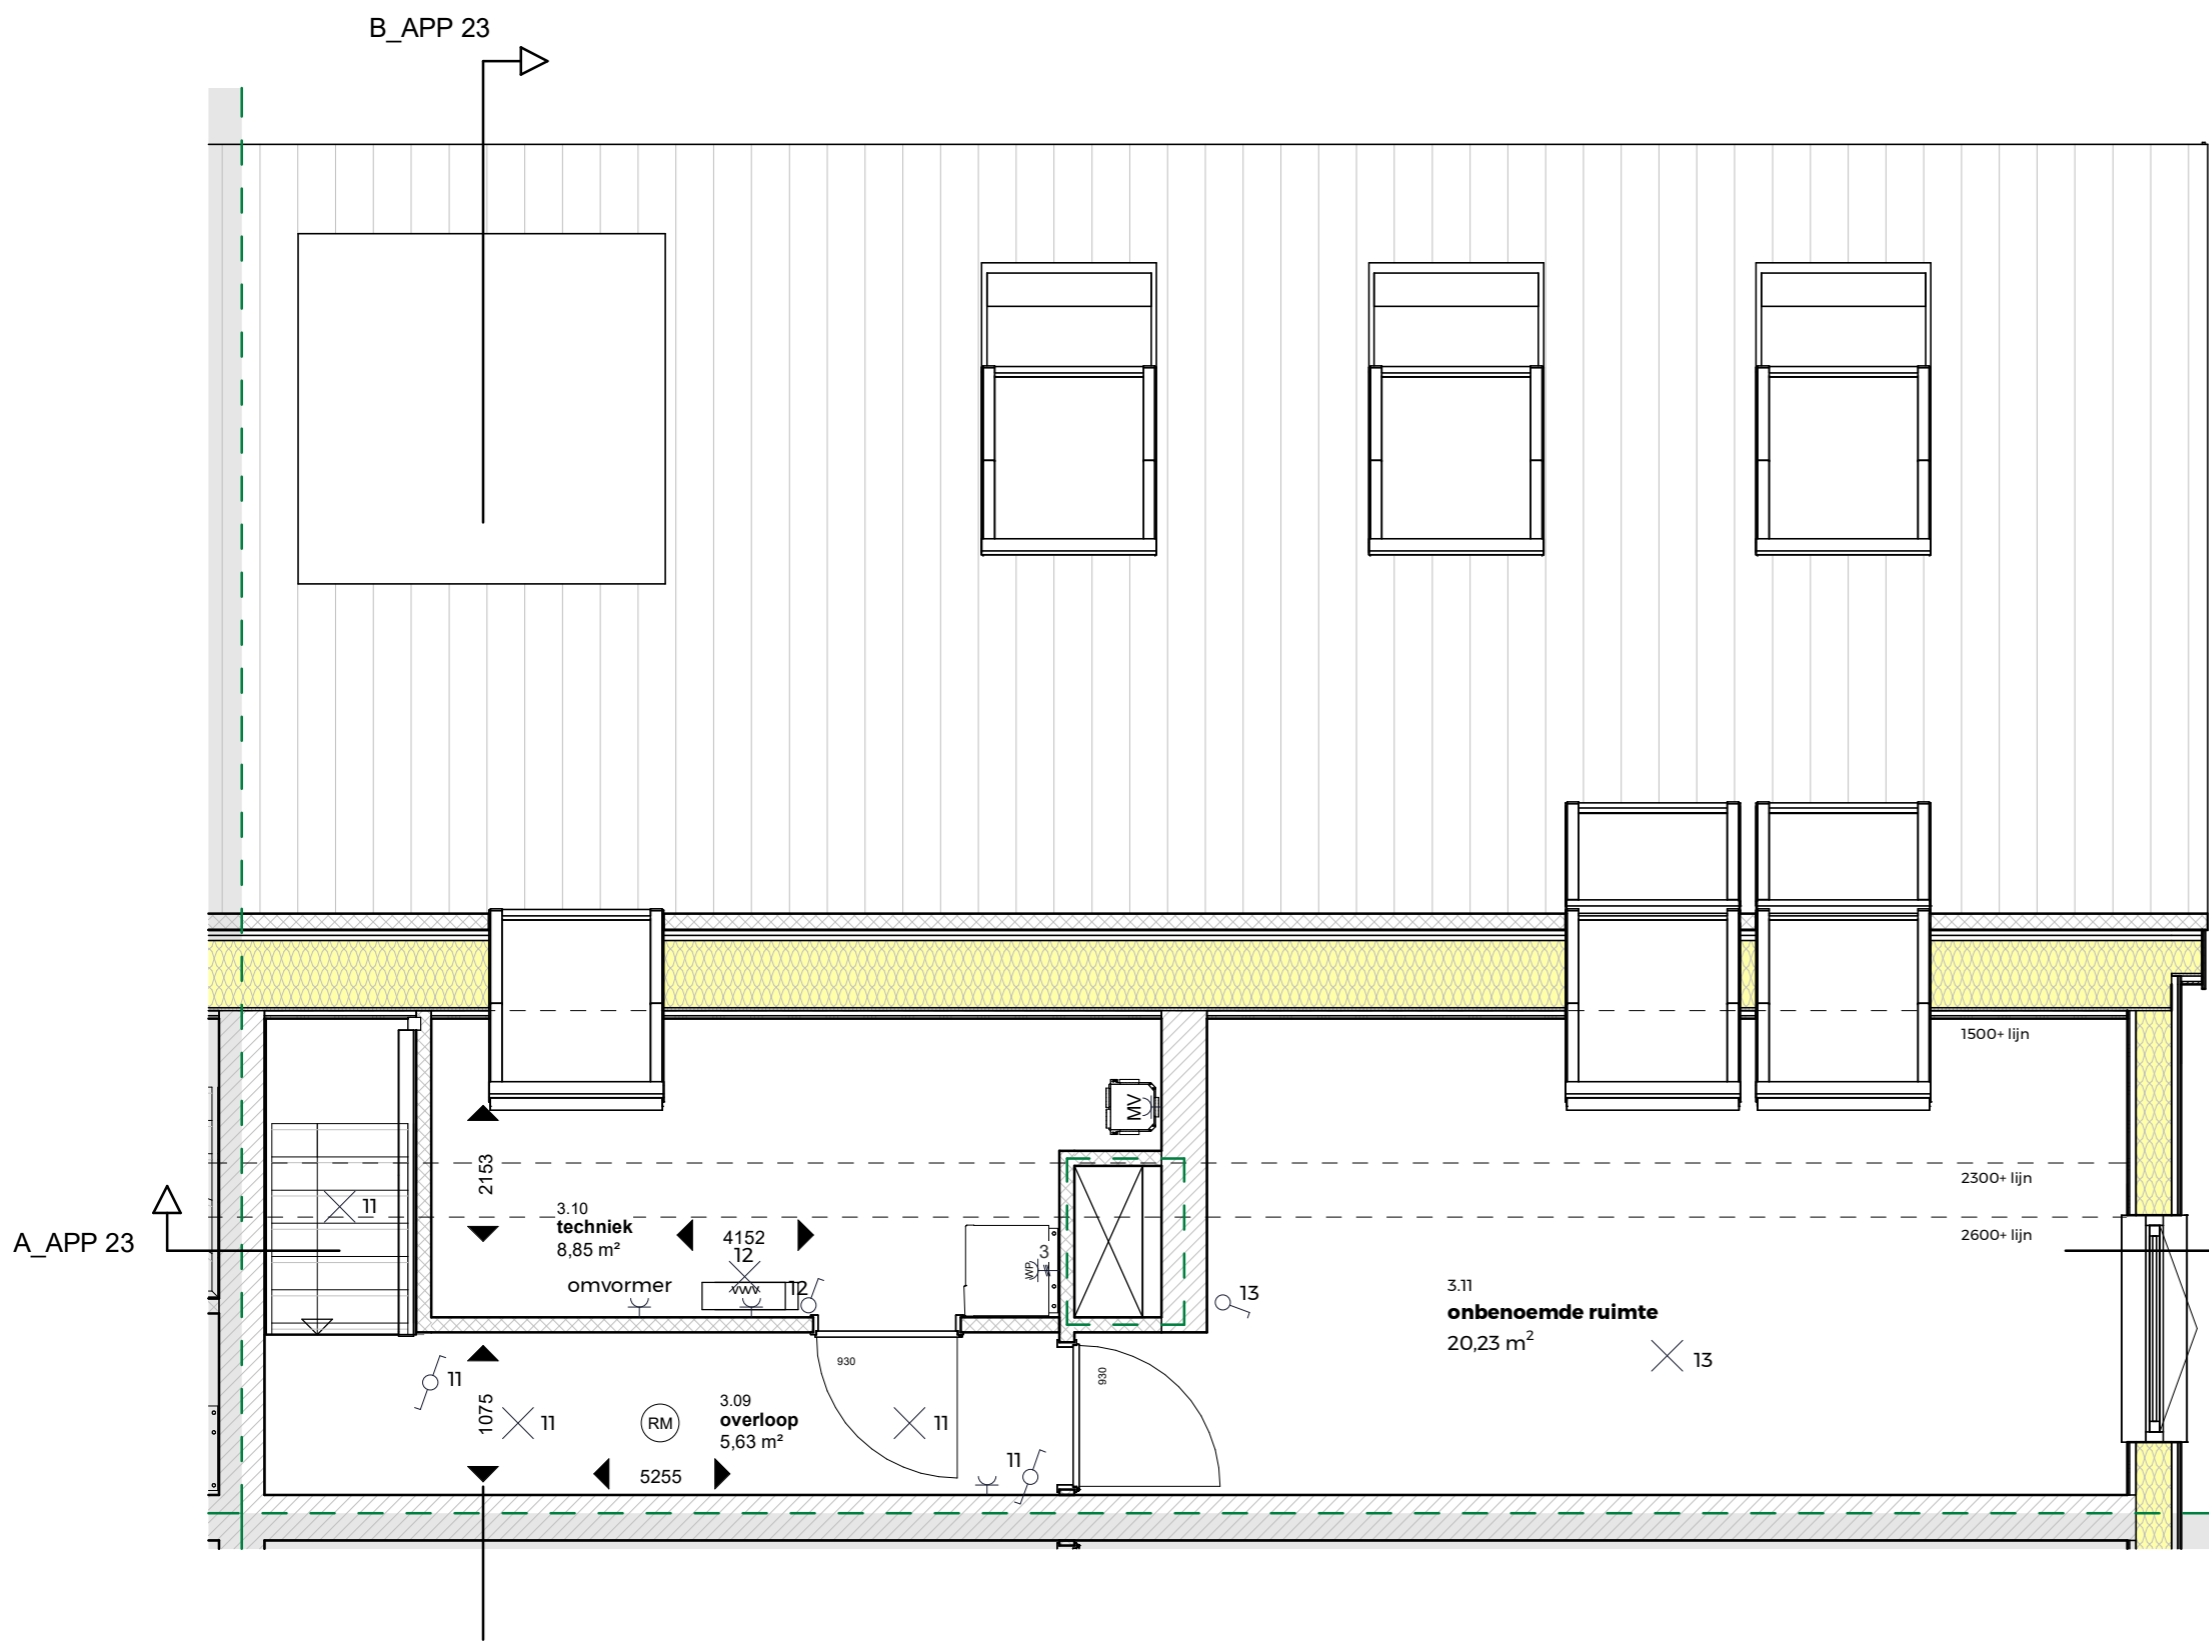 B_APP 23
1500+ lijn
MV
2153
2300+ lijn
11
3.10
techniek
8,85 m²
4152
12
A_APP 23
2600+ lijn
3
WP
omvormer
12
13
3.11
onbenoemde ruimte
20,23 m²
13
930
930
11
1075
11
RM
3.09
overloop
5,63 m²
11
11
5255